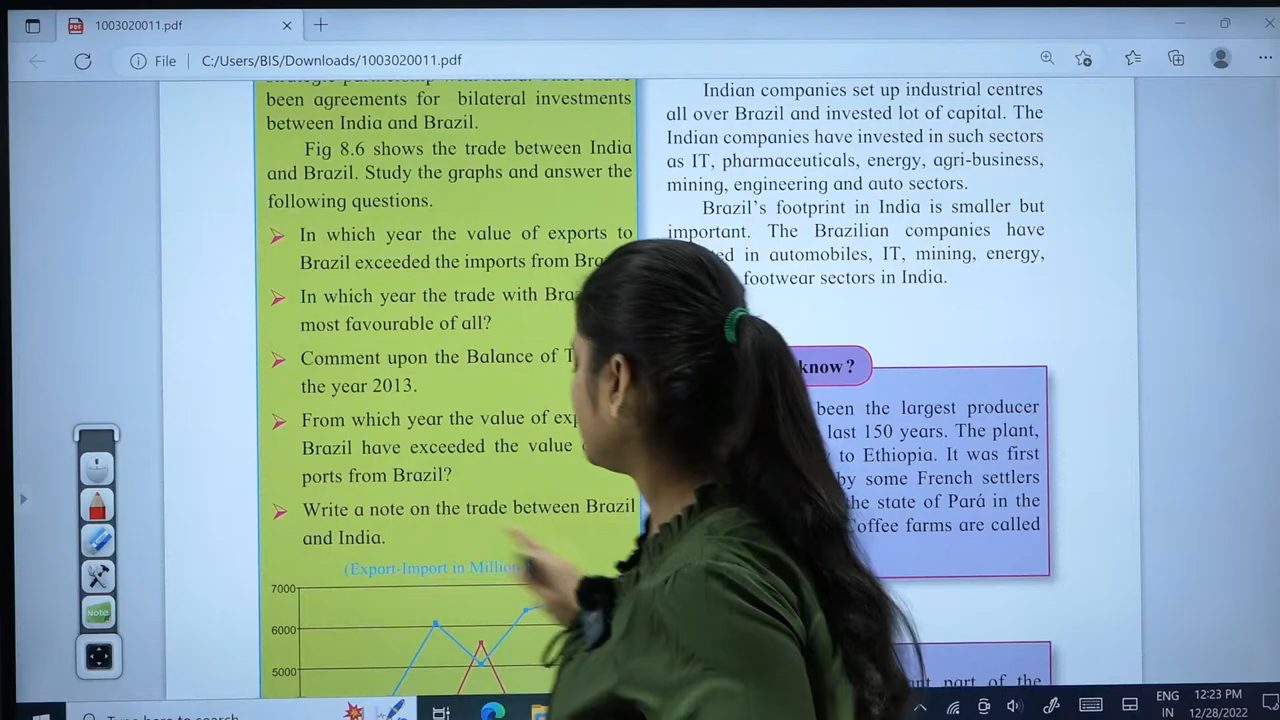 1003020011.pdf
File
C:/Users/BIS/Downloads/1003020011.pdf
been agreements for bilateral investments
between India and Brazil.
Fig 8.6 shows the trade between India
and Brazil. Study the graphs and answer the
following questions.
In which year the value of exports to
Brazil exceeded the imports from
In which year the trade with
most favourable of all?
Comment upon the Balance of
the year 2013.
From which year the value of
Brazil have exceeded the value
ports from Brazil?
Write a note on the trade between Brazil
and India.
(Export-Import in
7000
6000
5000
Indian companies set up industrial centres
all over Brazil and invested lot of capital. The
Indian companies have invested in such sectors
as IT, pharmaceuticals, energy, agri-business,
mining, engineering and auto sectors.
Brazil's footprint in India is smaller but
important. The Brazilian companies have
in automobiles, IT, mining, energy,
footwear sectors in India.
know ?
been the largest producer
last 150 years. The plant,
to Ethiopia. It was first
by some French settlers
the state of Pará in the
Coffee farms are called
part of the
Note
ENG
IN
12:23 PM
12/28/2022